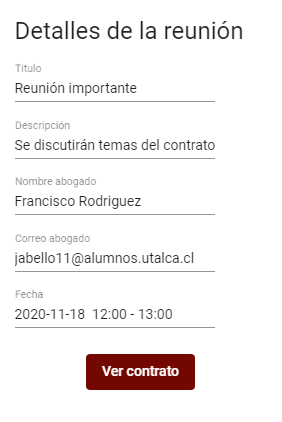 Detalles de la reunión
Titulo
Reunión importante
Descripción
Se discutirán temas del contrato
Nombre abogado
Francisco Rodriguez
Correo abogado
jabello11@alumnos.utalca.cl
Fecha
2020-11-18 12:00 - 13:00
Ver contrato